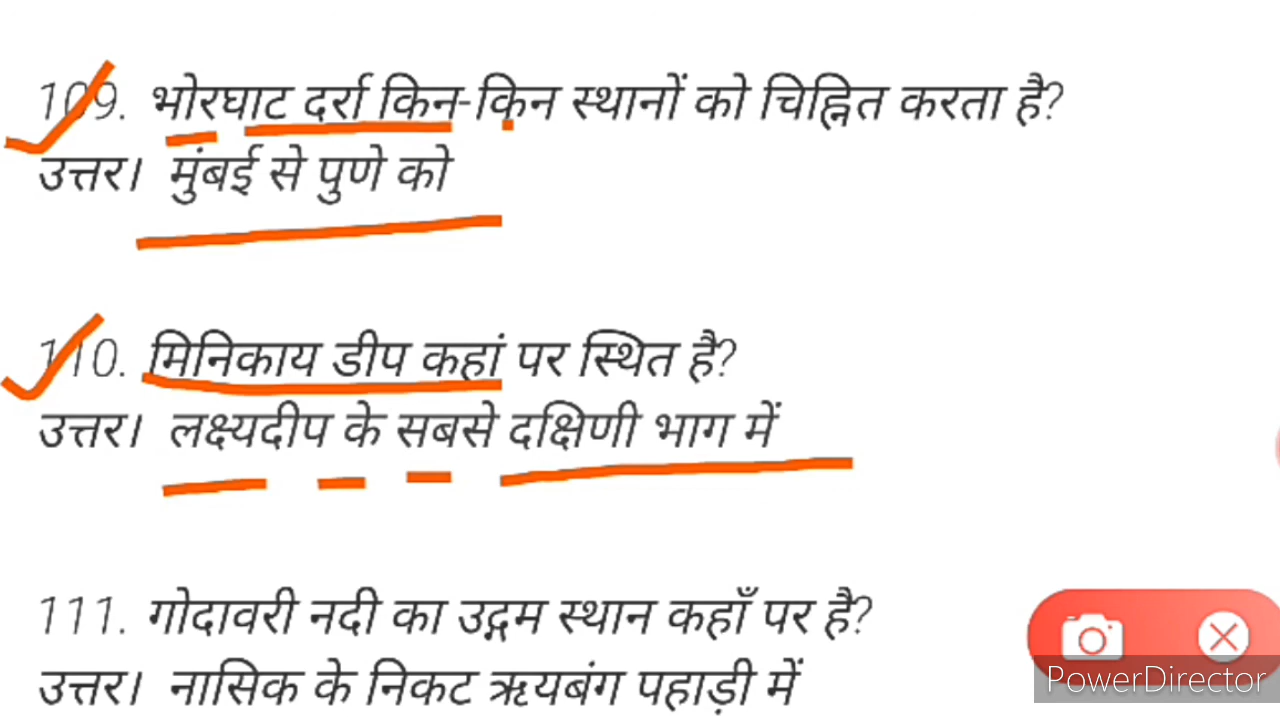 109. भोरघाट दर्रा किन-किन स्थानों को चिह्नित करता है?
उत्तर। मुंबई से पुणे को
110. मिनिकाय डीप कहां पर स्थित है?
उत्तर। लक्ष्यदीप के सबसे दक्षिणी भाग में
111. गोदावरी नदी का उद्गम स्थान कहाँ पर है?
उत्तर। नासिक के निकट ऋयबंग पहाड़ी में
PowerDirector